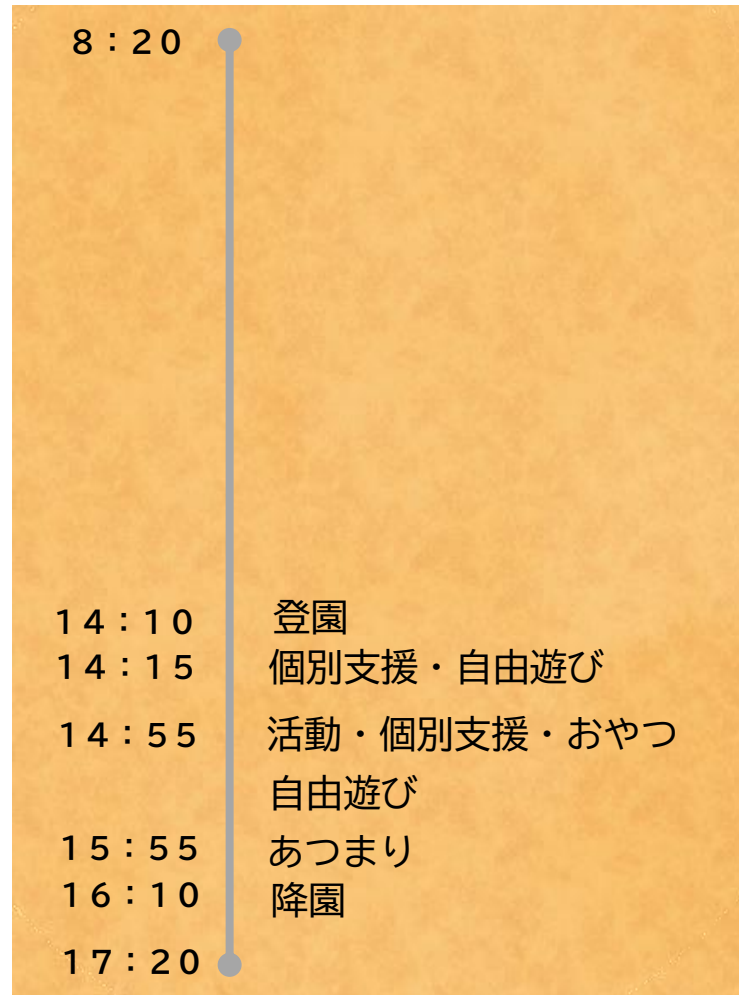 ８：２０
１４：１０　登園
１４：１５　個別支援・自由遊び
１４：５５　活動・個別支援・おやつ
自由遊び
１５：５５　あつまり
１６：１０　降園
１７：２０